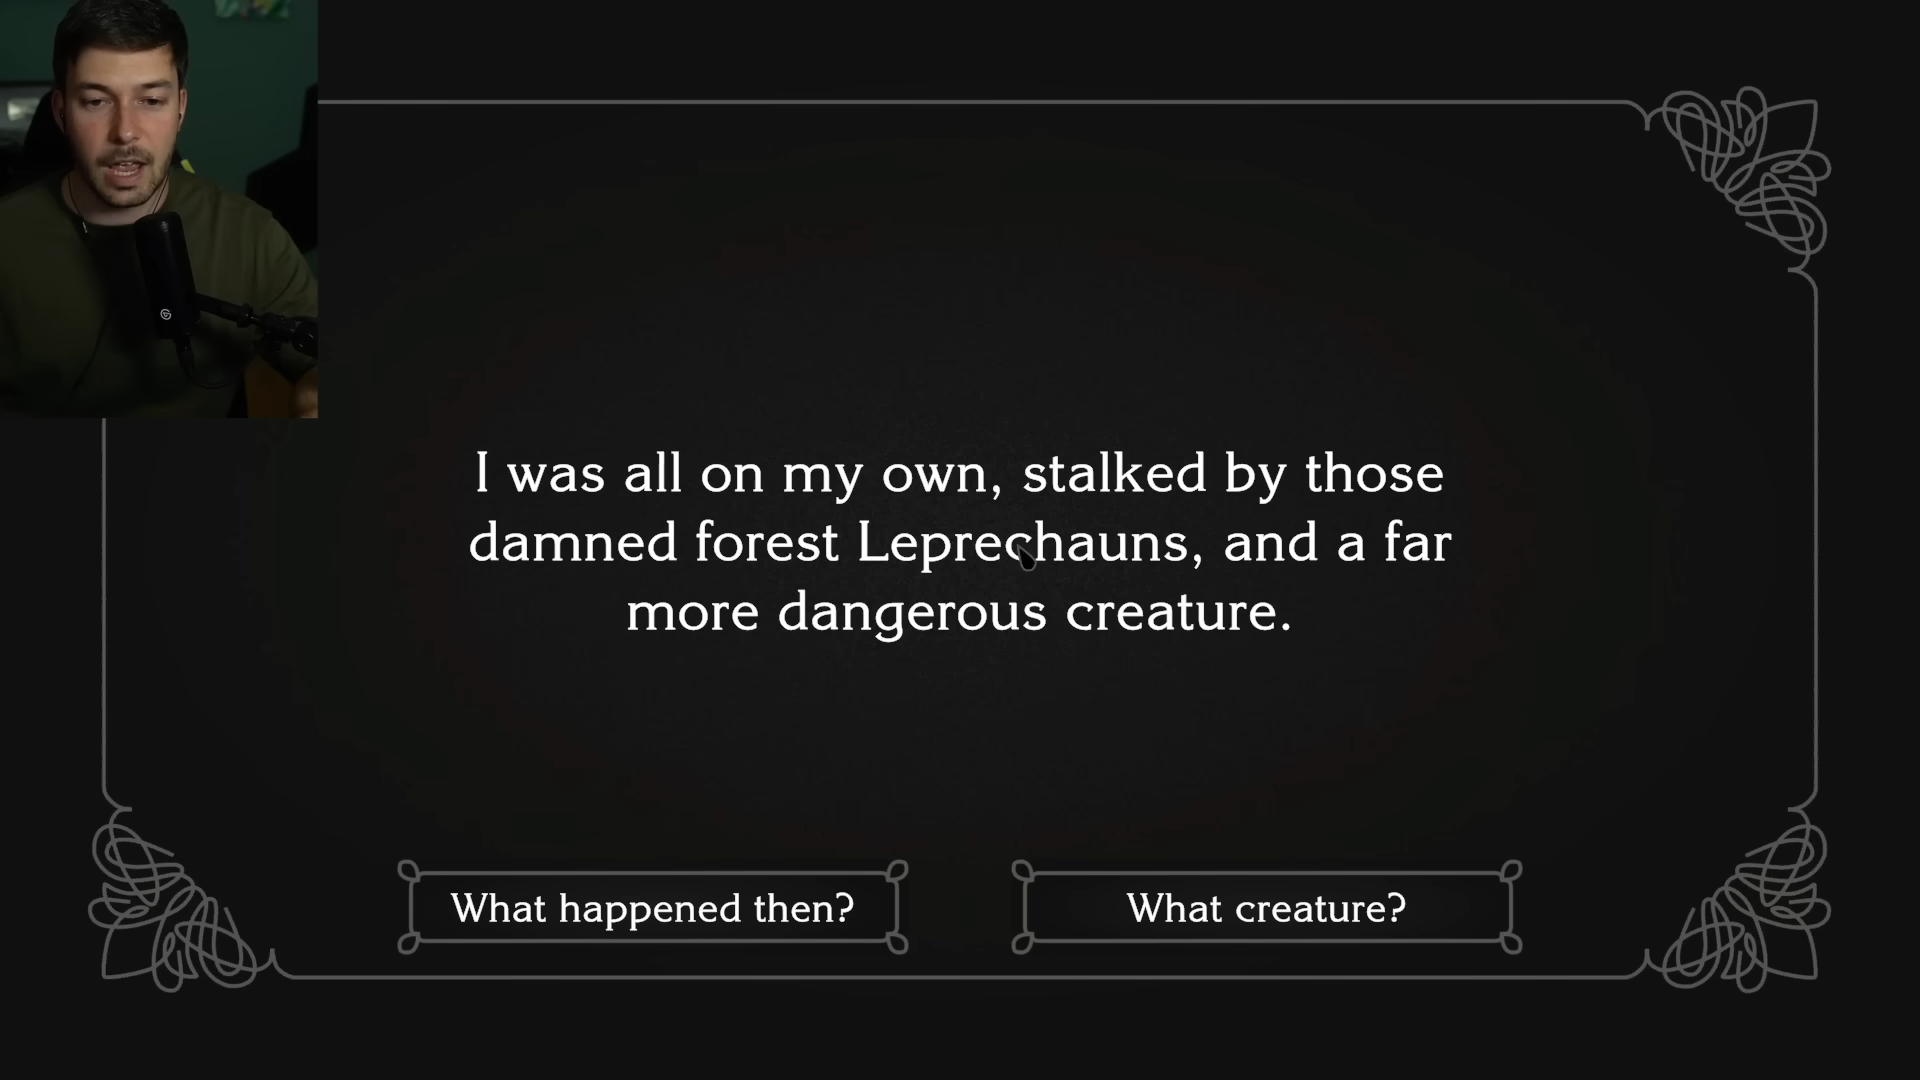 I was all on my own, stalked by those
damned forest Leprechauns, and a far
more dangerous creature.
What happened then?
What creature?